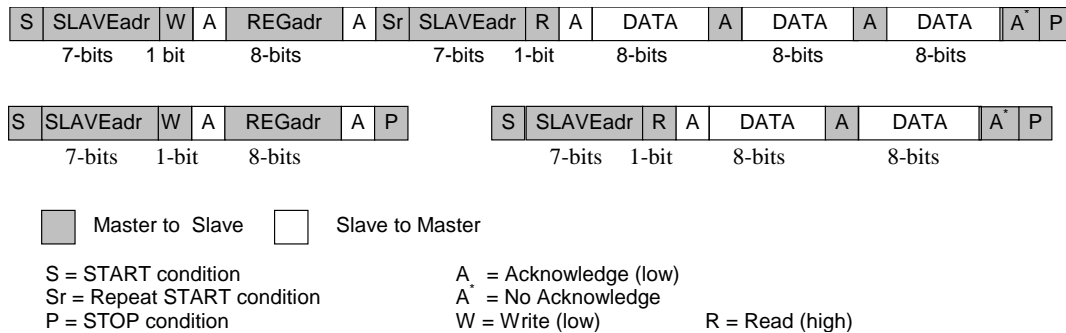 S SLAVEadr W A REGadr A Sr SLAVEadr R A DATA A DATA A DATA A* P
7-bits 1 bit 8-bits 7-bits 1-bit 8-bits 8-bits 8-bits
S SLAVEadr W A REGadr A P
7-bits 1-bit 8-bits
S SLAVEadr R A DATA A DATA A* P
7-bits 1-bit 8-bits 8-bits
Master to Slave
Slave to Master
S = START condition
Sr = Repeat START condition
P = STOP condition
A = Acknowledge (low)
A* = No Acknowledge
W = Write (low) R = Read (high)